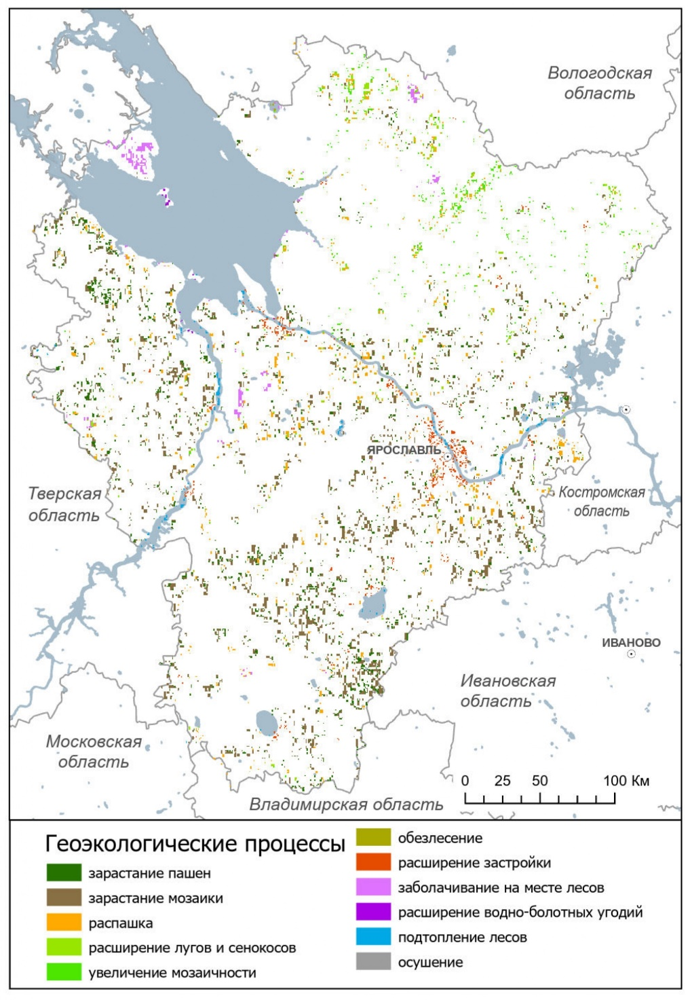 Вологодская
область
ЯРОСЛАВЛЬ
Тверская
область
Костромская
область
ИВАНОВО
Ивановская
область
Московская
область
Владимирская область
0 25 50 100 Км
Геоэкологические процессы
зарастание пашен
зарастание мозаики
распашка
расширение лугов и сенокосов
увеличение мозаичности
обезлесение
расширение застройки
заболачивание на месте лесов
расширение водно-болотных угодий
подтопление лесов
осушение